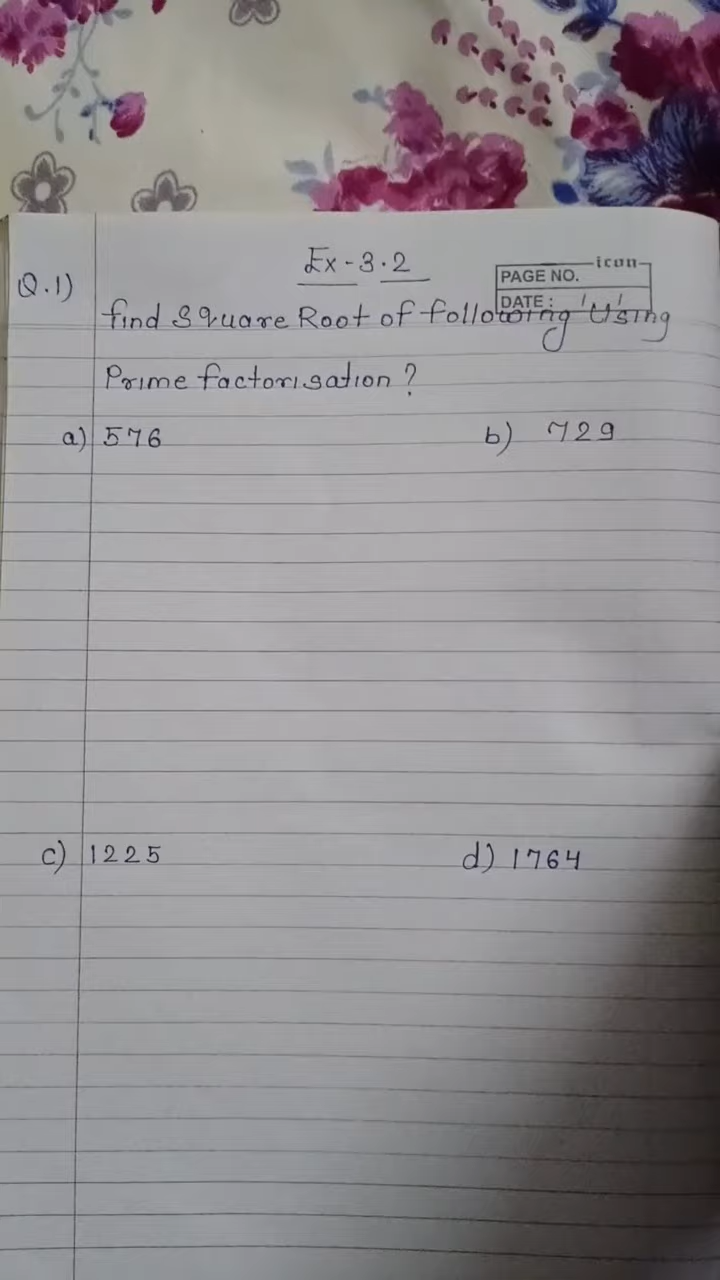 Ex-3.2
icon
PAGE NO.
DATE : / /
Q.1)
find Square Root of following Using
Prime factorisation ?
a) 576
b) 729
c) 1225
d) 1764